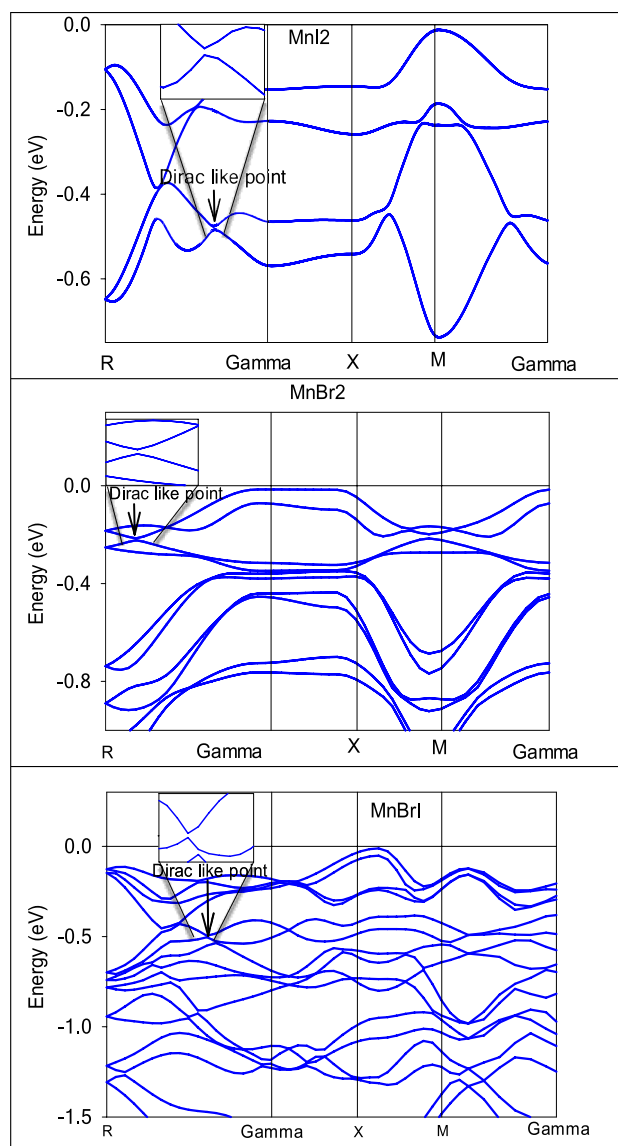 MnI2
0.0
-0.2
-0.4
-0.6
Energy (eV)
Dirac like point
R Gamma X M Gamma
MnBr2
0.0
-0.4
-0.8
Energy (eV)
Dirac like point
R Gamma X M Gamma
MnBrI
0.0
-0.5
-1.0
-1.5
Energy (eV)
Dirac like point
R Gamma X M Gamma